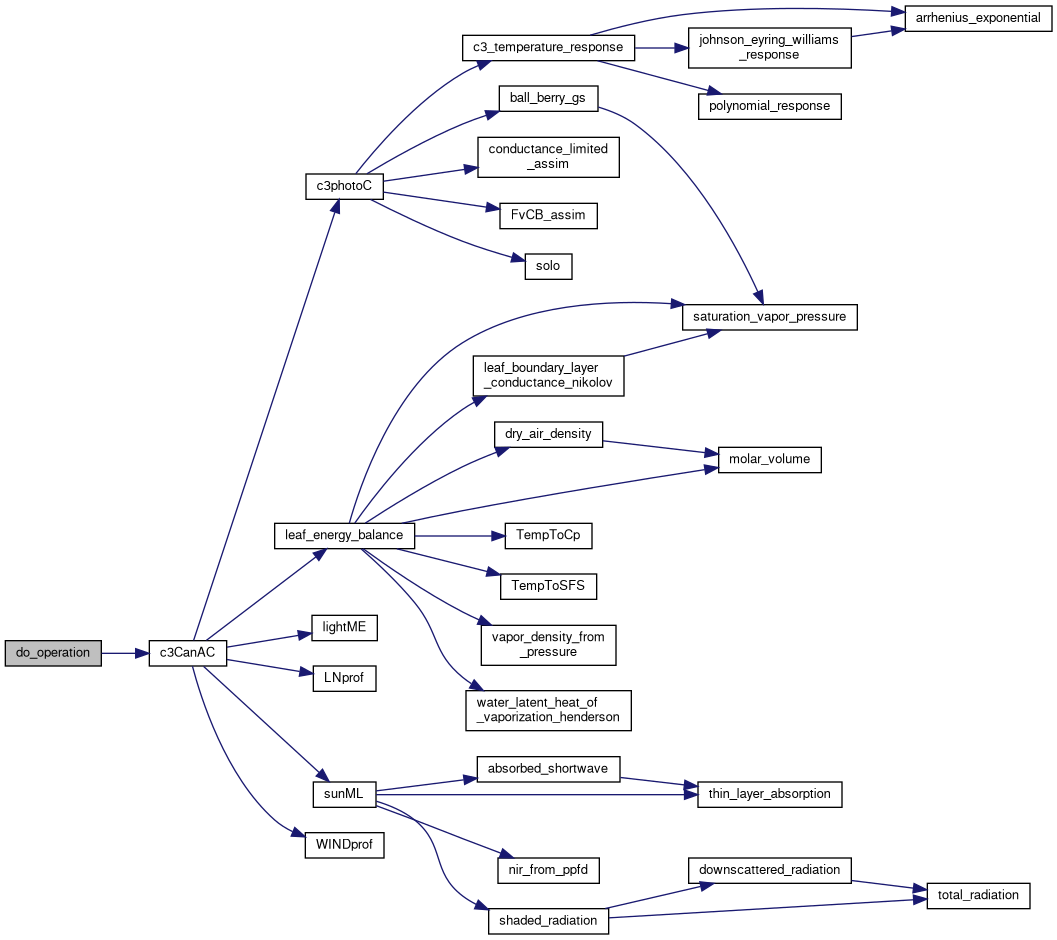 arrhenius_exponential
c3_temperature_response
johnson_eyring_williams
_response
ball_berry_gs
polynomial_response
conductance_limited
_assim
c3photoC
FvCB_assim
solo
saturation_vapor_pressure
leaf_boundary_layer
_conductance_nikolov
dry_air_density
molar_volume
leaf_energy_balance
TempToCp
TempToSFS
lightME
vapor_density_from
_pressure
do_operation
c3CanAC
LNprof
water_latent_heat_of
_vaporization_henderson
absorbed_shortwave
sunML
thin_layer_absorption
WINDprof
nir_from_ppfd
downscattered_radiation
total_radiation
shaded_radiation